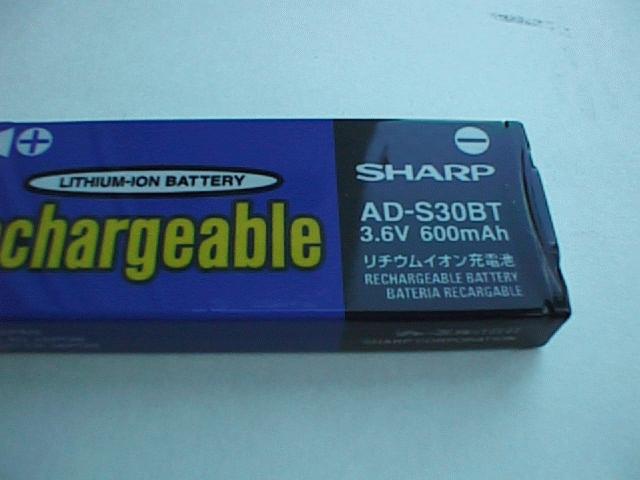 LITHIUM-ION BATTERY
chargeable
SHARP
AD-S30BT
3.6V 600mAh
リチウムイオン充電池
RECHARGEABLE BATTERY
BATERIA RECARGABLE
SHARP CORPORATION